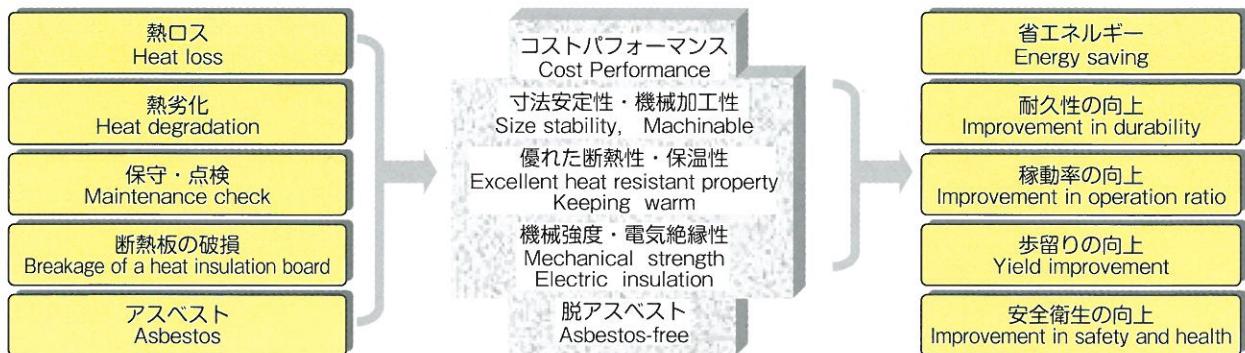 熱ロス
Heat loss
熱劣化
Heat degradation
保守・点検
Maintenance check
断熱板の破損
Breakage of a heat insulation board
アスベスト
Asbestos
コストパフォーマンス
Cost Performance
寸法安定性・機械加工性
Size stability, Machinable
優れた断熱性・保温性
Excellent heat resistant property
Keeping warm
機械強度・電気絶縁性
Mechanical strength
Electric insulation
脱アスベスト
Asbestos-free
省エネルギー
Energy saving
耐久性の向上
Improvement in durability
稼動率の向上
Improvement in operation ratio
歩留りの向上
Yield improvement
安全衛生の向上
Improvement in safety and health